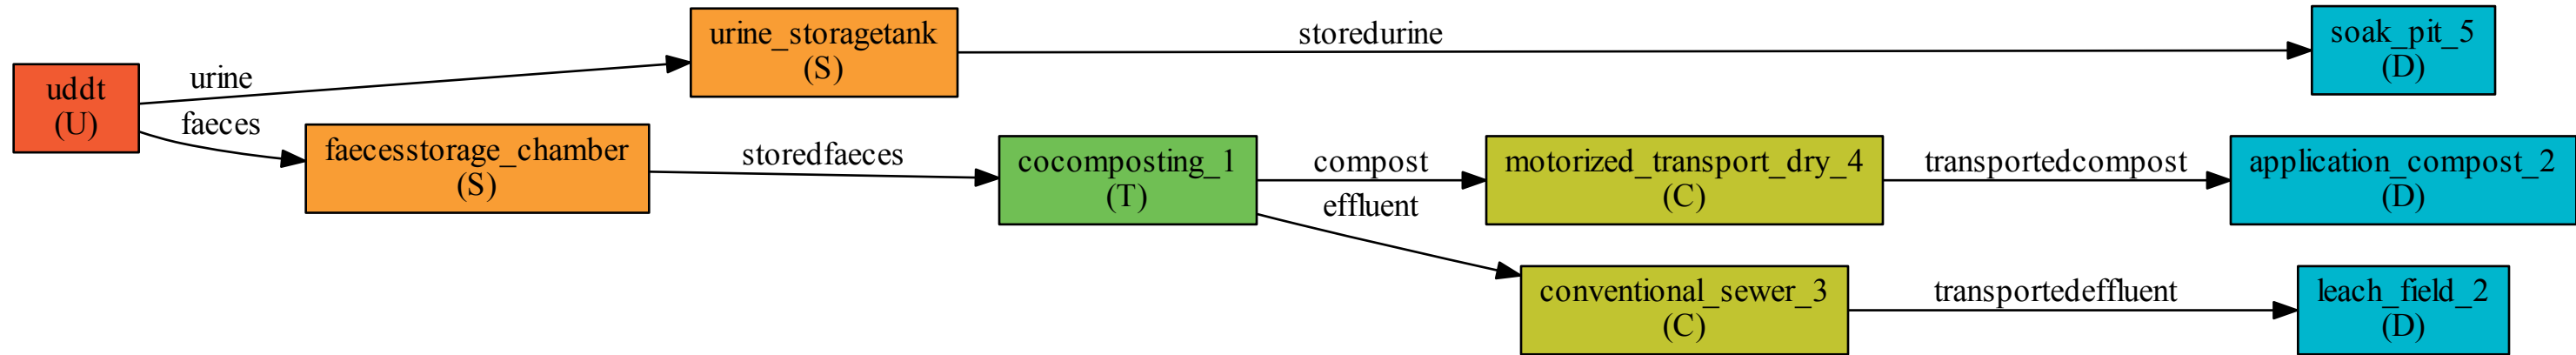 uddt
(U)
urine
faeces
urine_storagetank
(S)
faecesstorage_chamber
(S)
storedurine
storedfaeces
cocomposting_1
(T)
compost
effluent
motorized_transport_dry_4
(C)
conventional_sewer_3
(C)
transportedcompost
transportedeffluent
soak_pit_5
(D)
application_compost_2
(D)
leach_field_2
(D)